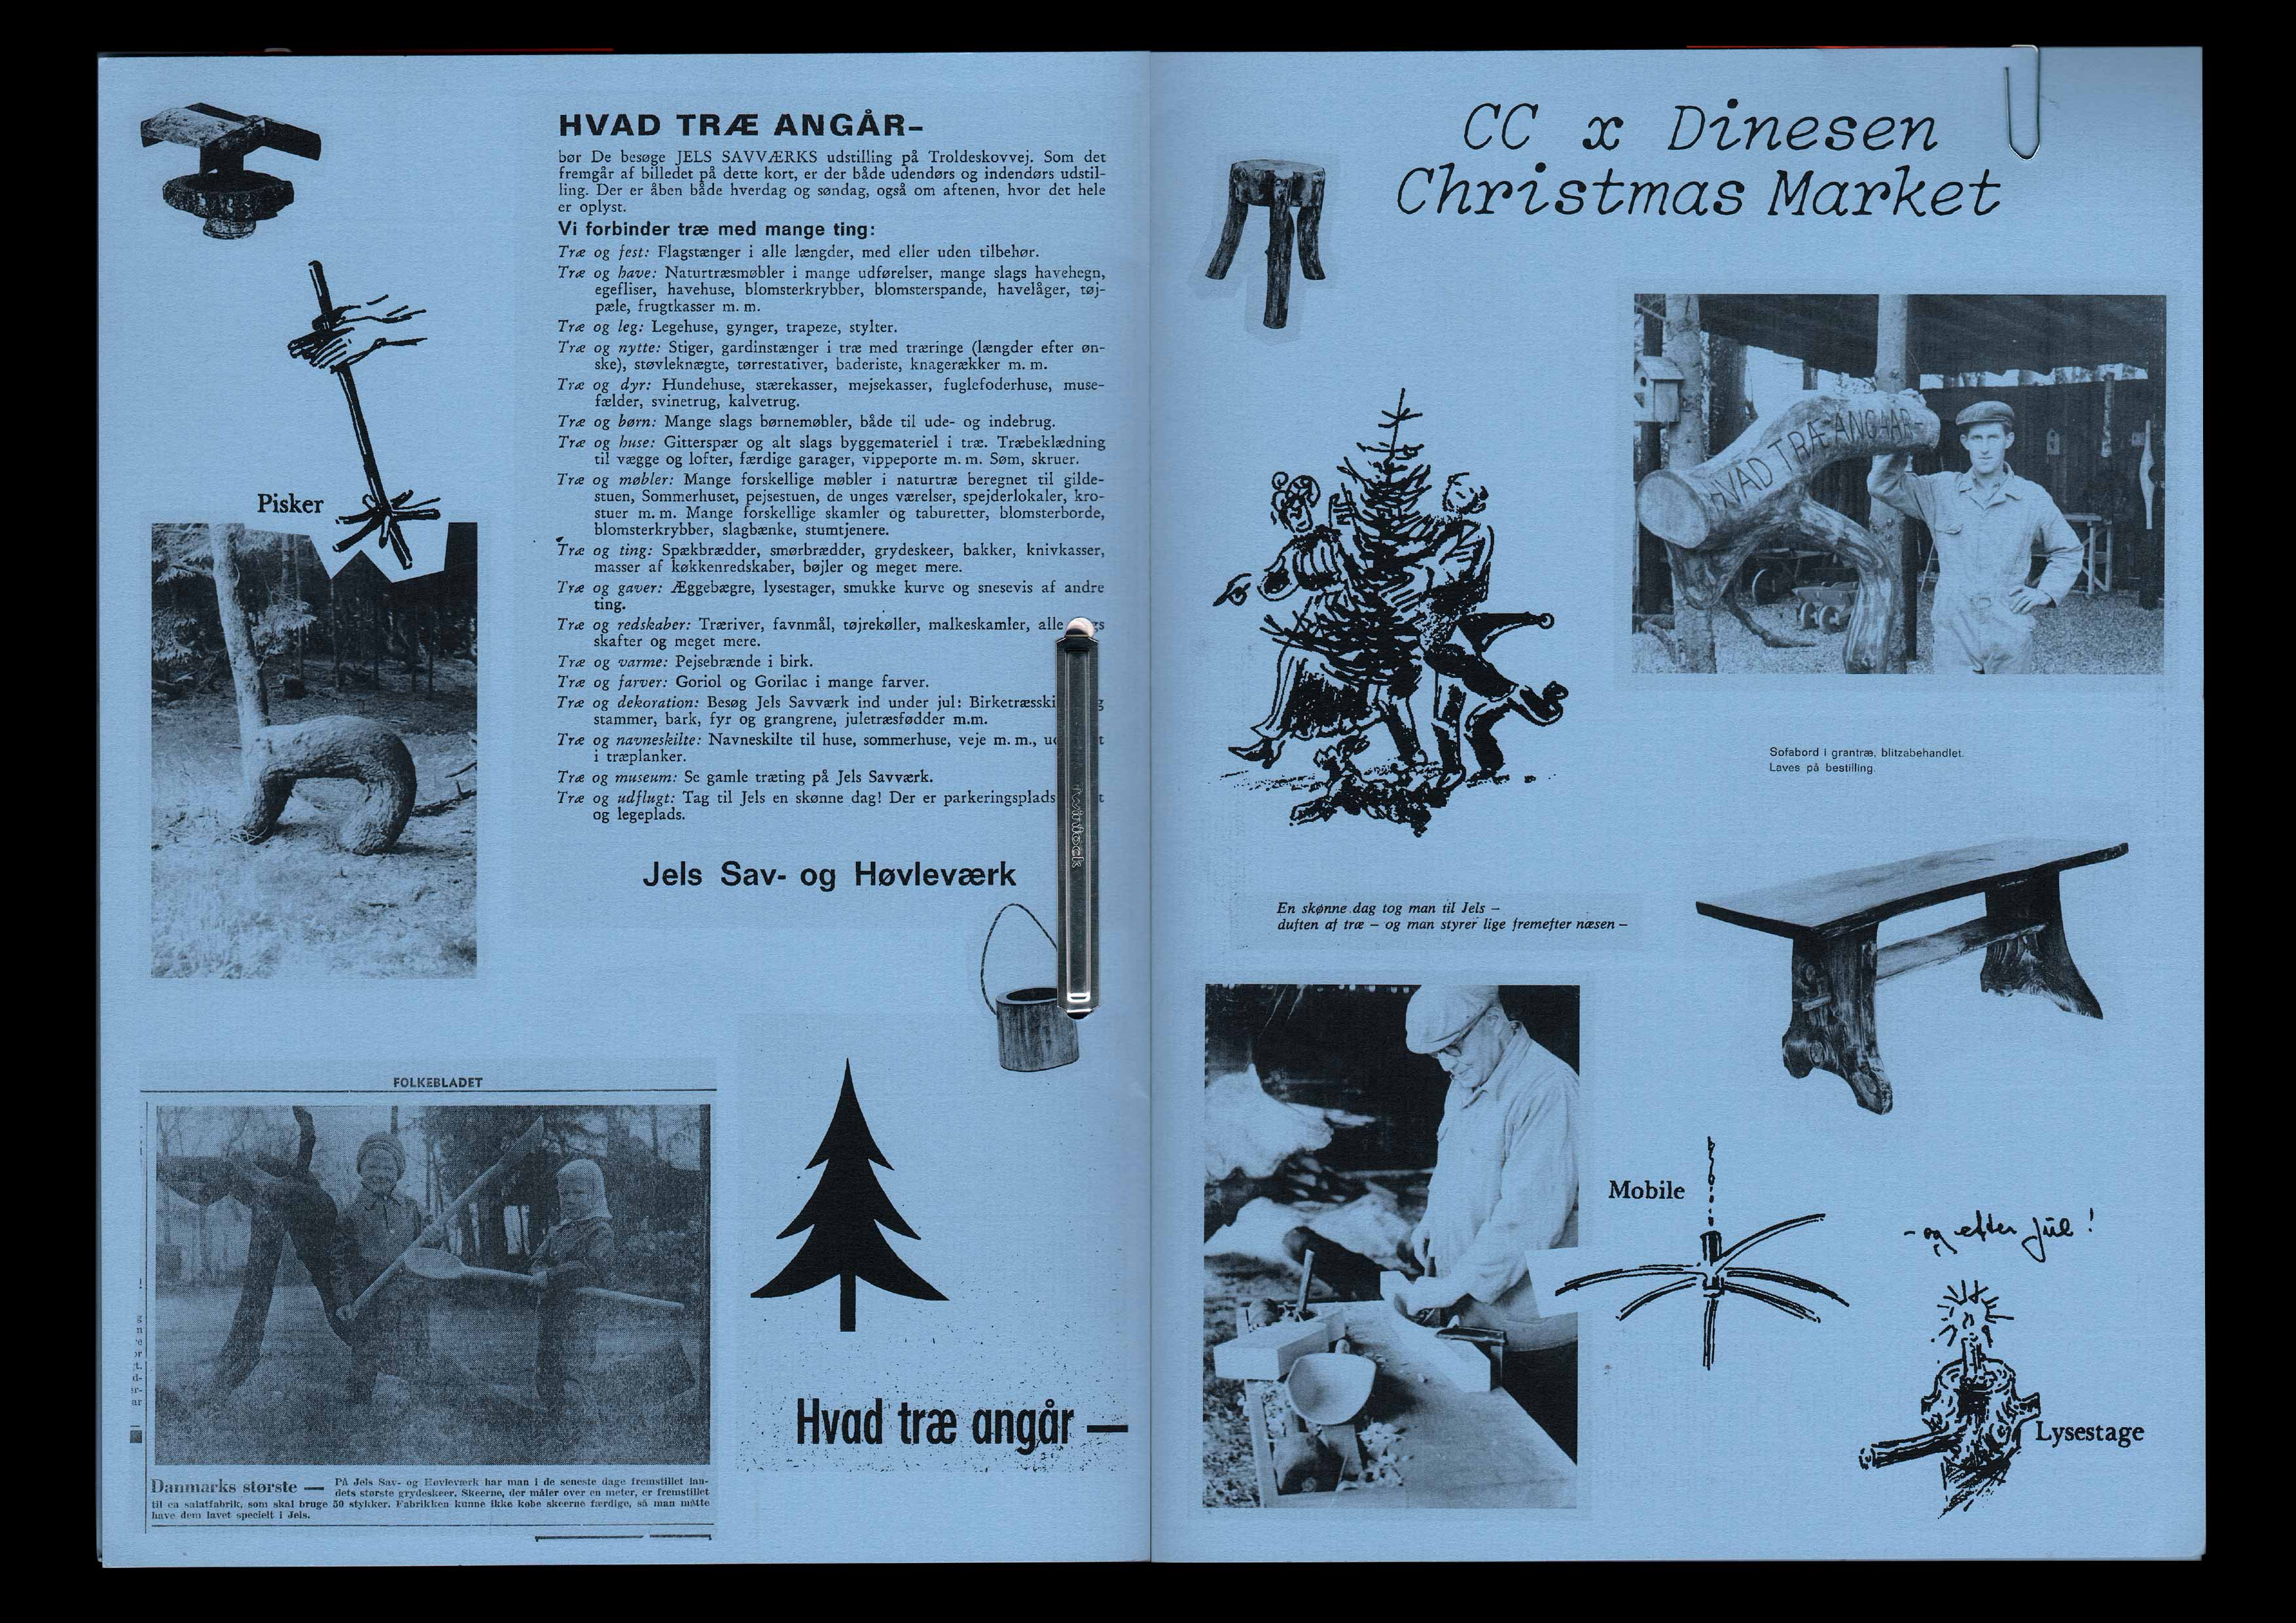 HVAD TRÆ ANGÅR–
bør De besøge JELS SAVVÆRKS udstilling på Troldeskovvej. Som det
fremgår af billedet på dette kort, er der både udendørs og indendørs udstil-
ling. Der er åben både hverdag og søndag, også om aftenen, hvor det hele
er oplyst.
Vi forbinder træ med mange ting:
Træ og fest: Flagstænger i alle længder, med eller uden tilbehør.
Træ og have: Naturtræsmøbler i mange udførelser, mange slags havehegn,
egefliser, havehuse, blomsterkrybber, blomsterspande, havelåger, tøj-
pæle, frugtkasser m. m.
Træ og leg: Legehuse, gynger, trapeze, stylter.
Træ og nytte: Stiger, gardinstænger i træ med træringe (længder efter øn-
ske), støvleknægte, tørrestativer, baderiste, knagerækker m. m.
Træ og dyr: Hundehuse, stærekasser, mejsekasser, fuglefoderhuse, muse-
fælder, svinetrug, kalvetrug.
Træ og børn: Mange slags børnemøbler, både til ude- og indebrug.
Træ og huse: Gitterspær og alt slags byggemateriel i træ. Træbeklædning
til vægge og lofter, færdige garager, vippeporte m. m. Søm, skruer.
Træ og møbler: Mange forskellige møbler i naturtræ beregnet til gilde-
stuen, Sommerhuset, pejsestuen, de unges værelser, spejderlokaler, kro-
stuer m. m. Mange forskellige skamler og taburetter, blomsterborde,
blomsterkrybber, slagbænke, stumtjenere.
Træ og ting: Spækbrædder, smørbrædder, grydeskeer, bakker, knivkasser,
masser af køkkenredskaber, bøjler og meget mere.
Træ og gaver: Æggebægre, lysestager, smukke kurve og snesevis af andre
ting.
Træ og redskaber: Træriver, favnmål, tøjrekøller, malkeskamler, alle
skafter og meget mere.
Træ og varme: Pejsebrænde i birk.
Træ og farver: Goriol og Gorilac i mange farver.
Træ og dekoration: Besøg Jels Savværk ind under jul: Birketræsski
stammer, bark, fyr og grangrene, juletræsfødder m.m.
Træ og navneskilte: Navneskilte til huse, sommerhuse, veje m. m.,
i træplanker.
Træ og museum: Se gamle træting på Jels Savværk.
Træ og udflugt: Tag til Jels en skønne dag! Der er parkeringsplads
og legeplads.
Jels Sav- og Høvleværk
Pisker
twinlock
FOLKEBLADET
Danmarks største —
På Jels Sav- og Høvleværk har man i de seneste dage fremstillet lan-
dets største grydeskeer. Skeerne, der måler over en meter, er fremstillet
til en salatfabrik, som skal bruge 50 stykker. Fabrikken kunne ikke købe skeerne færdige, så man måtte
have dem lavet specielt i Jels.
Hvad træ angår —
CC x Dinesen
Christmas Market
HVAD TRÆ ANGAAR–
Sofabord i grantræ, blitzabehandlet.
Laves på bestilling.
En skønne dag tog man til Jels –
duften af træ – og man styrer lige fremefter næsen –
Mobile
- og efter jul!
Lysestage